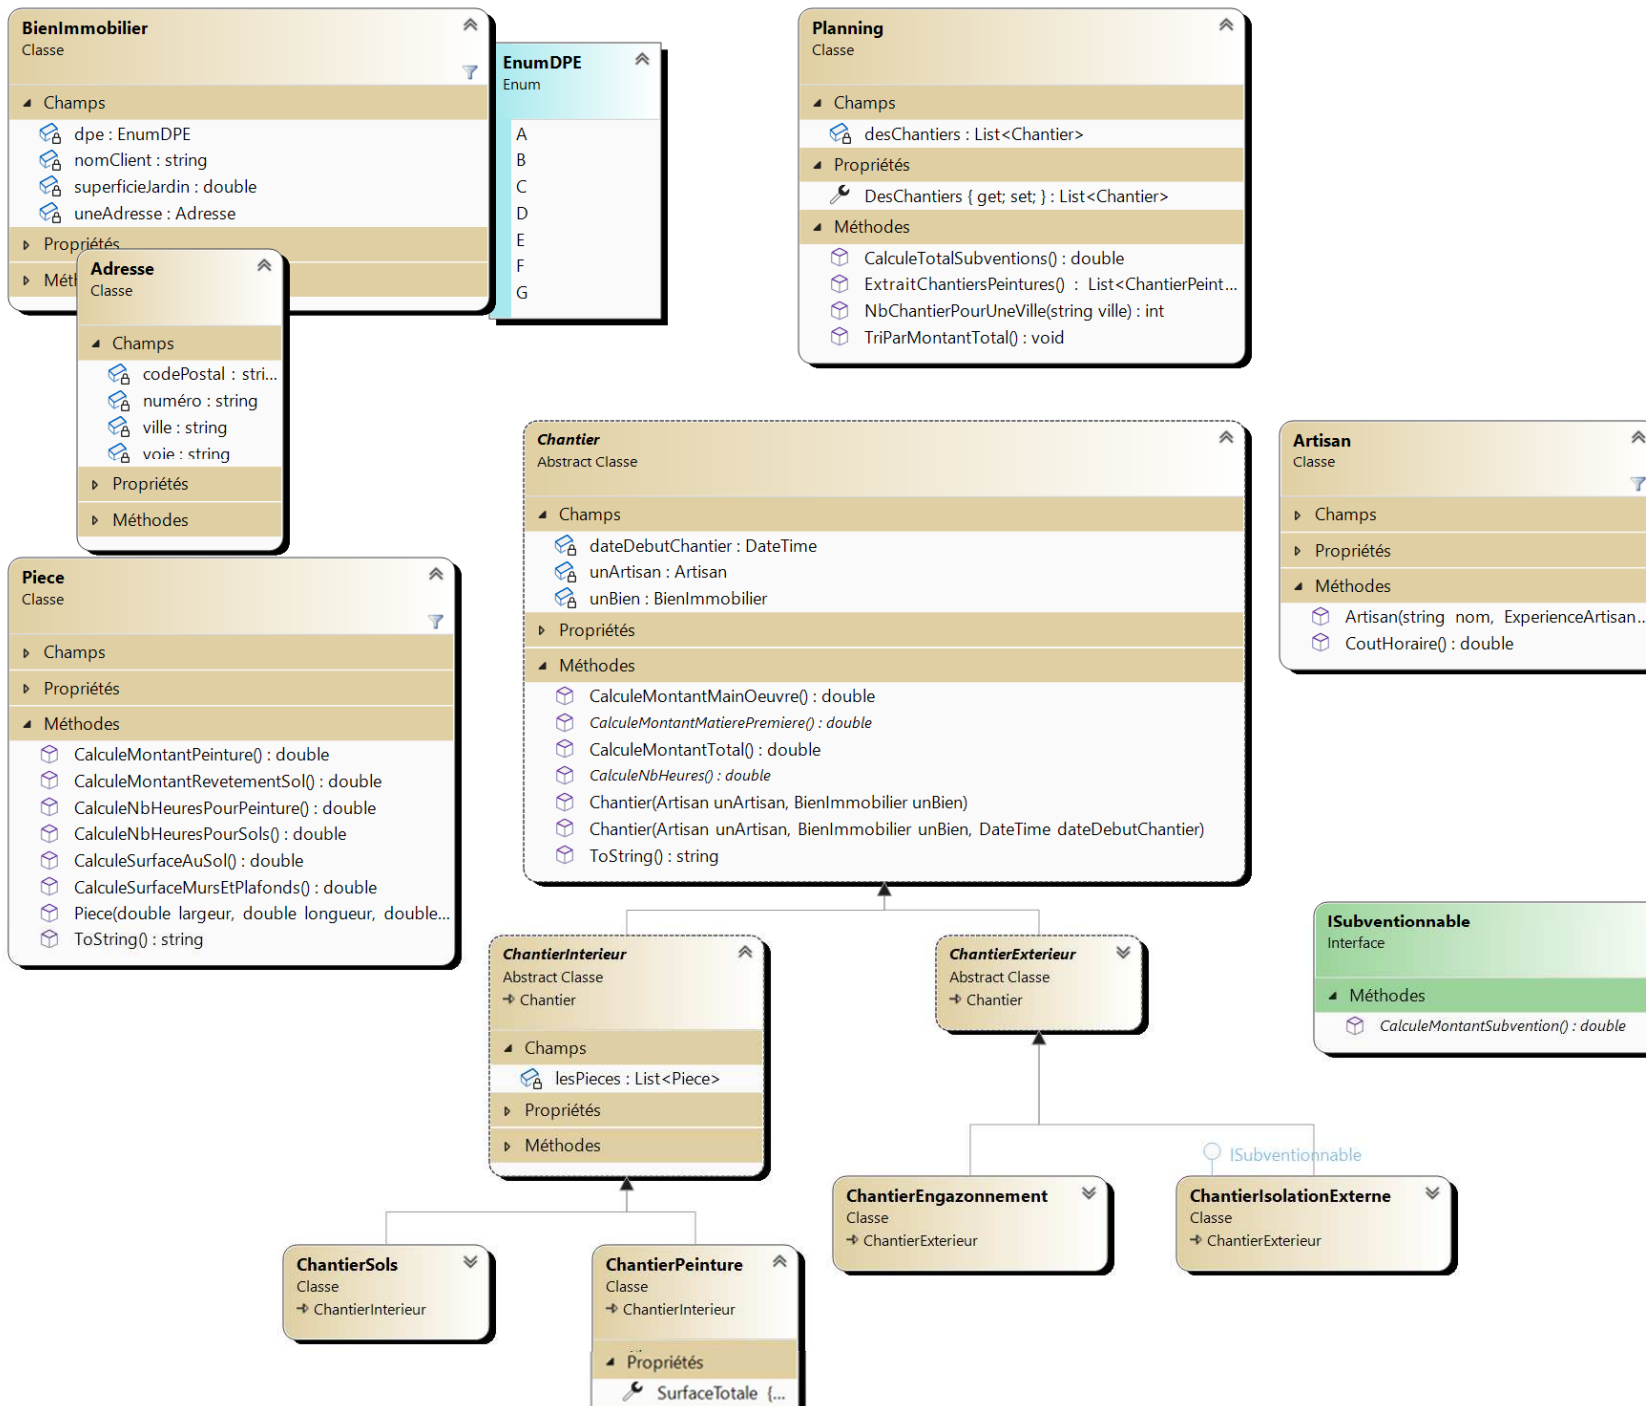 BienImmobilier
Classe
Champs
dpe : EnumDPE
nomClient : string
superficieJardin : double
uneAdresse : Adresse
Propriétés
EnumDPE
Enum
A
B
C
D
E
F
G
Planning
Classe
Champs
desChantiers : List<Chantier>
Propriétés
DesChantiers { get; set; } : List<Chantier>
Méthodes
CalculeTotalSubventions() : double
ExtraitChantiersPeintures() : List<ChantierPeint...
NbChantierPourUneVille(string ville) : int
TriParMontantTotal() : void
Adresse
Classe
Champs
codePostal : stri...
numéro : string
ville : string
voie : string
Propriétés
Méthodes
Chantier
Abstract Classe
Champs
dateDebutChantier : DateTime
unArtisan : Artisan
unBien : BienImmobilier
Propriétés
Méthodes
CalculeMontantMainOeuvre() : double
CalculeMontantMatierePremiere() : double
CalculeMontantTotal() : double
CalculeNbHeures() : double
Chantier(Artisan unArtisan, BienImmobilier unBien)
Chantier(Artisan unArtisan, BienImmobilier unBien, DateTime dateDebutChantier)
ToString() : string
Artisan
Classe
Champs
Propriétés
Méthodes
Artisan(string nom, ExperienceArtisan...
CoutHoraire() : double
Piece
Classe
Champs
Propriétés
Méthodes
CalculeMontantPeinture() : double
CalculeMontantRevetementSol() : double
CalculeNbHeuresPourPeinture() : double
CalculeNbHeuresPourSols() : double
CalculeSurfaceAuSol() : double
CalculeSurfaceMursEtPlafonds() : double
Piece(double largeur, double longueur, double...
ToString() : string
ISubventionnable
Interface
Méthodes
CalculeMontantSubvention() : double
ChantierInterieur
Abstract Classe
Chantier
Champs
lesPieces : List<Piece>
Propriétés
Méthodes
ChantierExterieur
Abstract Classe
Chantier
ISubventionnable
ChantierEngazonnement
Classe
ChantierExterieur
ChantierIsolationExterne
Classe
ChantierExterieur
ChantierSols
Classe
ChantierInterieur
ChantierPeinture
Classe
ChantierInterieur
Propriétés
SurfaceTotale {...